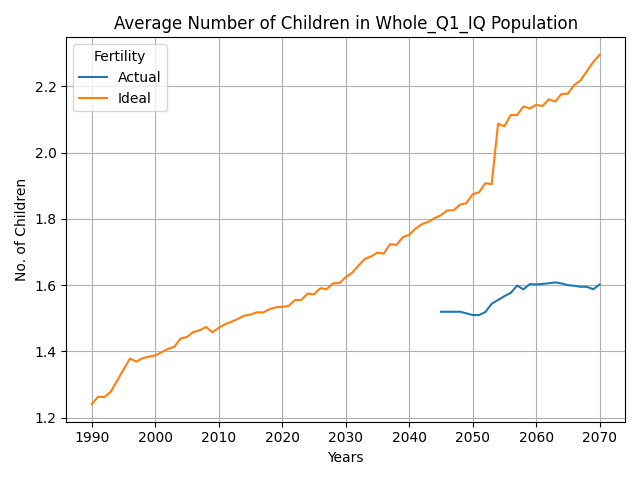 Average Number of Children in Whole_Q1_IQ Population
Fertility
Actual
Ideal
No. of Children
2.2
2.0
1.8
1.6
1.4
1.2
1990 2000 2010 2020 2030 2040 2050 2060 2070
Years